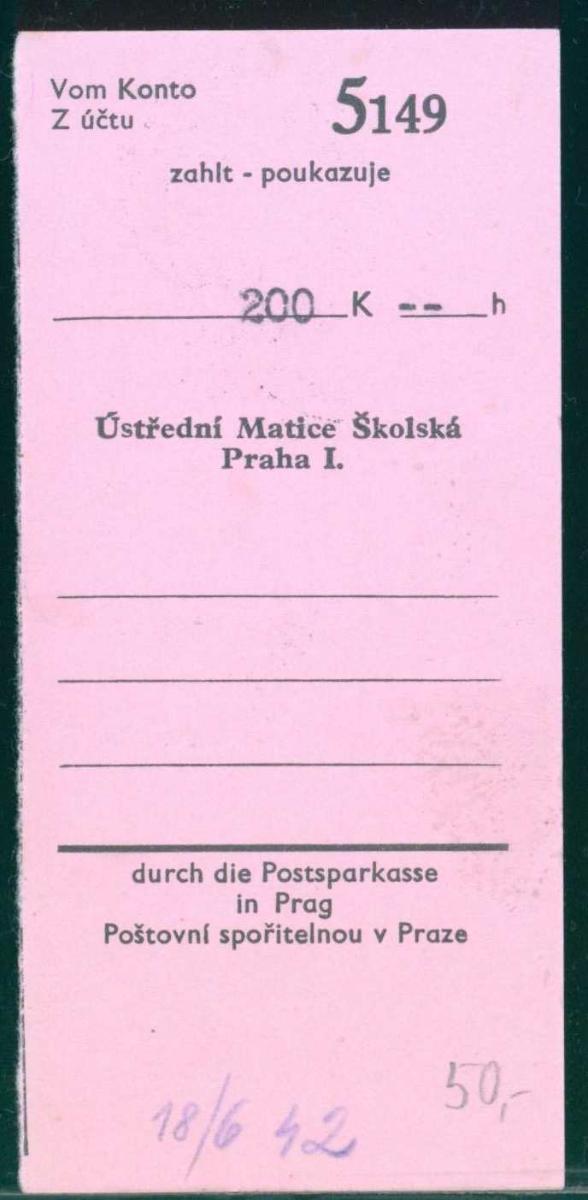 Vom Konto
Z účtu
5149
zahlt - poukazuje
200 K -- h
Ústřední Matice Školská
Praha I.
durch die Postsparkasse
in Prag
Poštovní spořitelnou v Praze
50,-
18/6 42